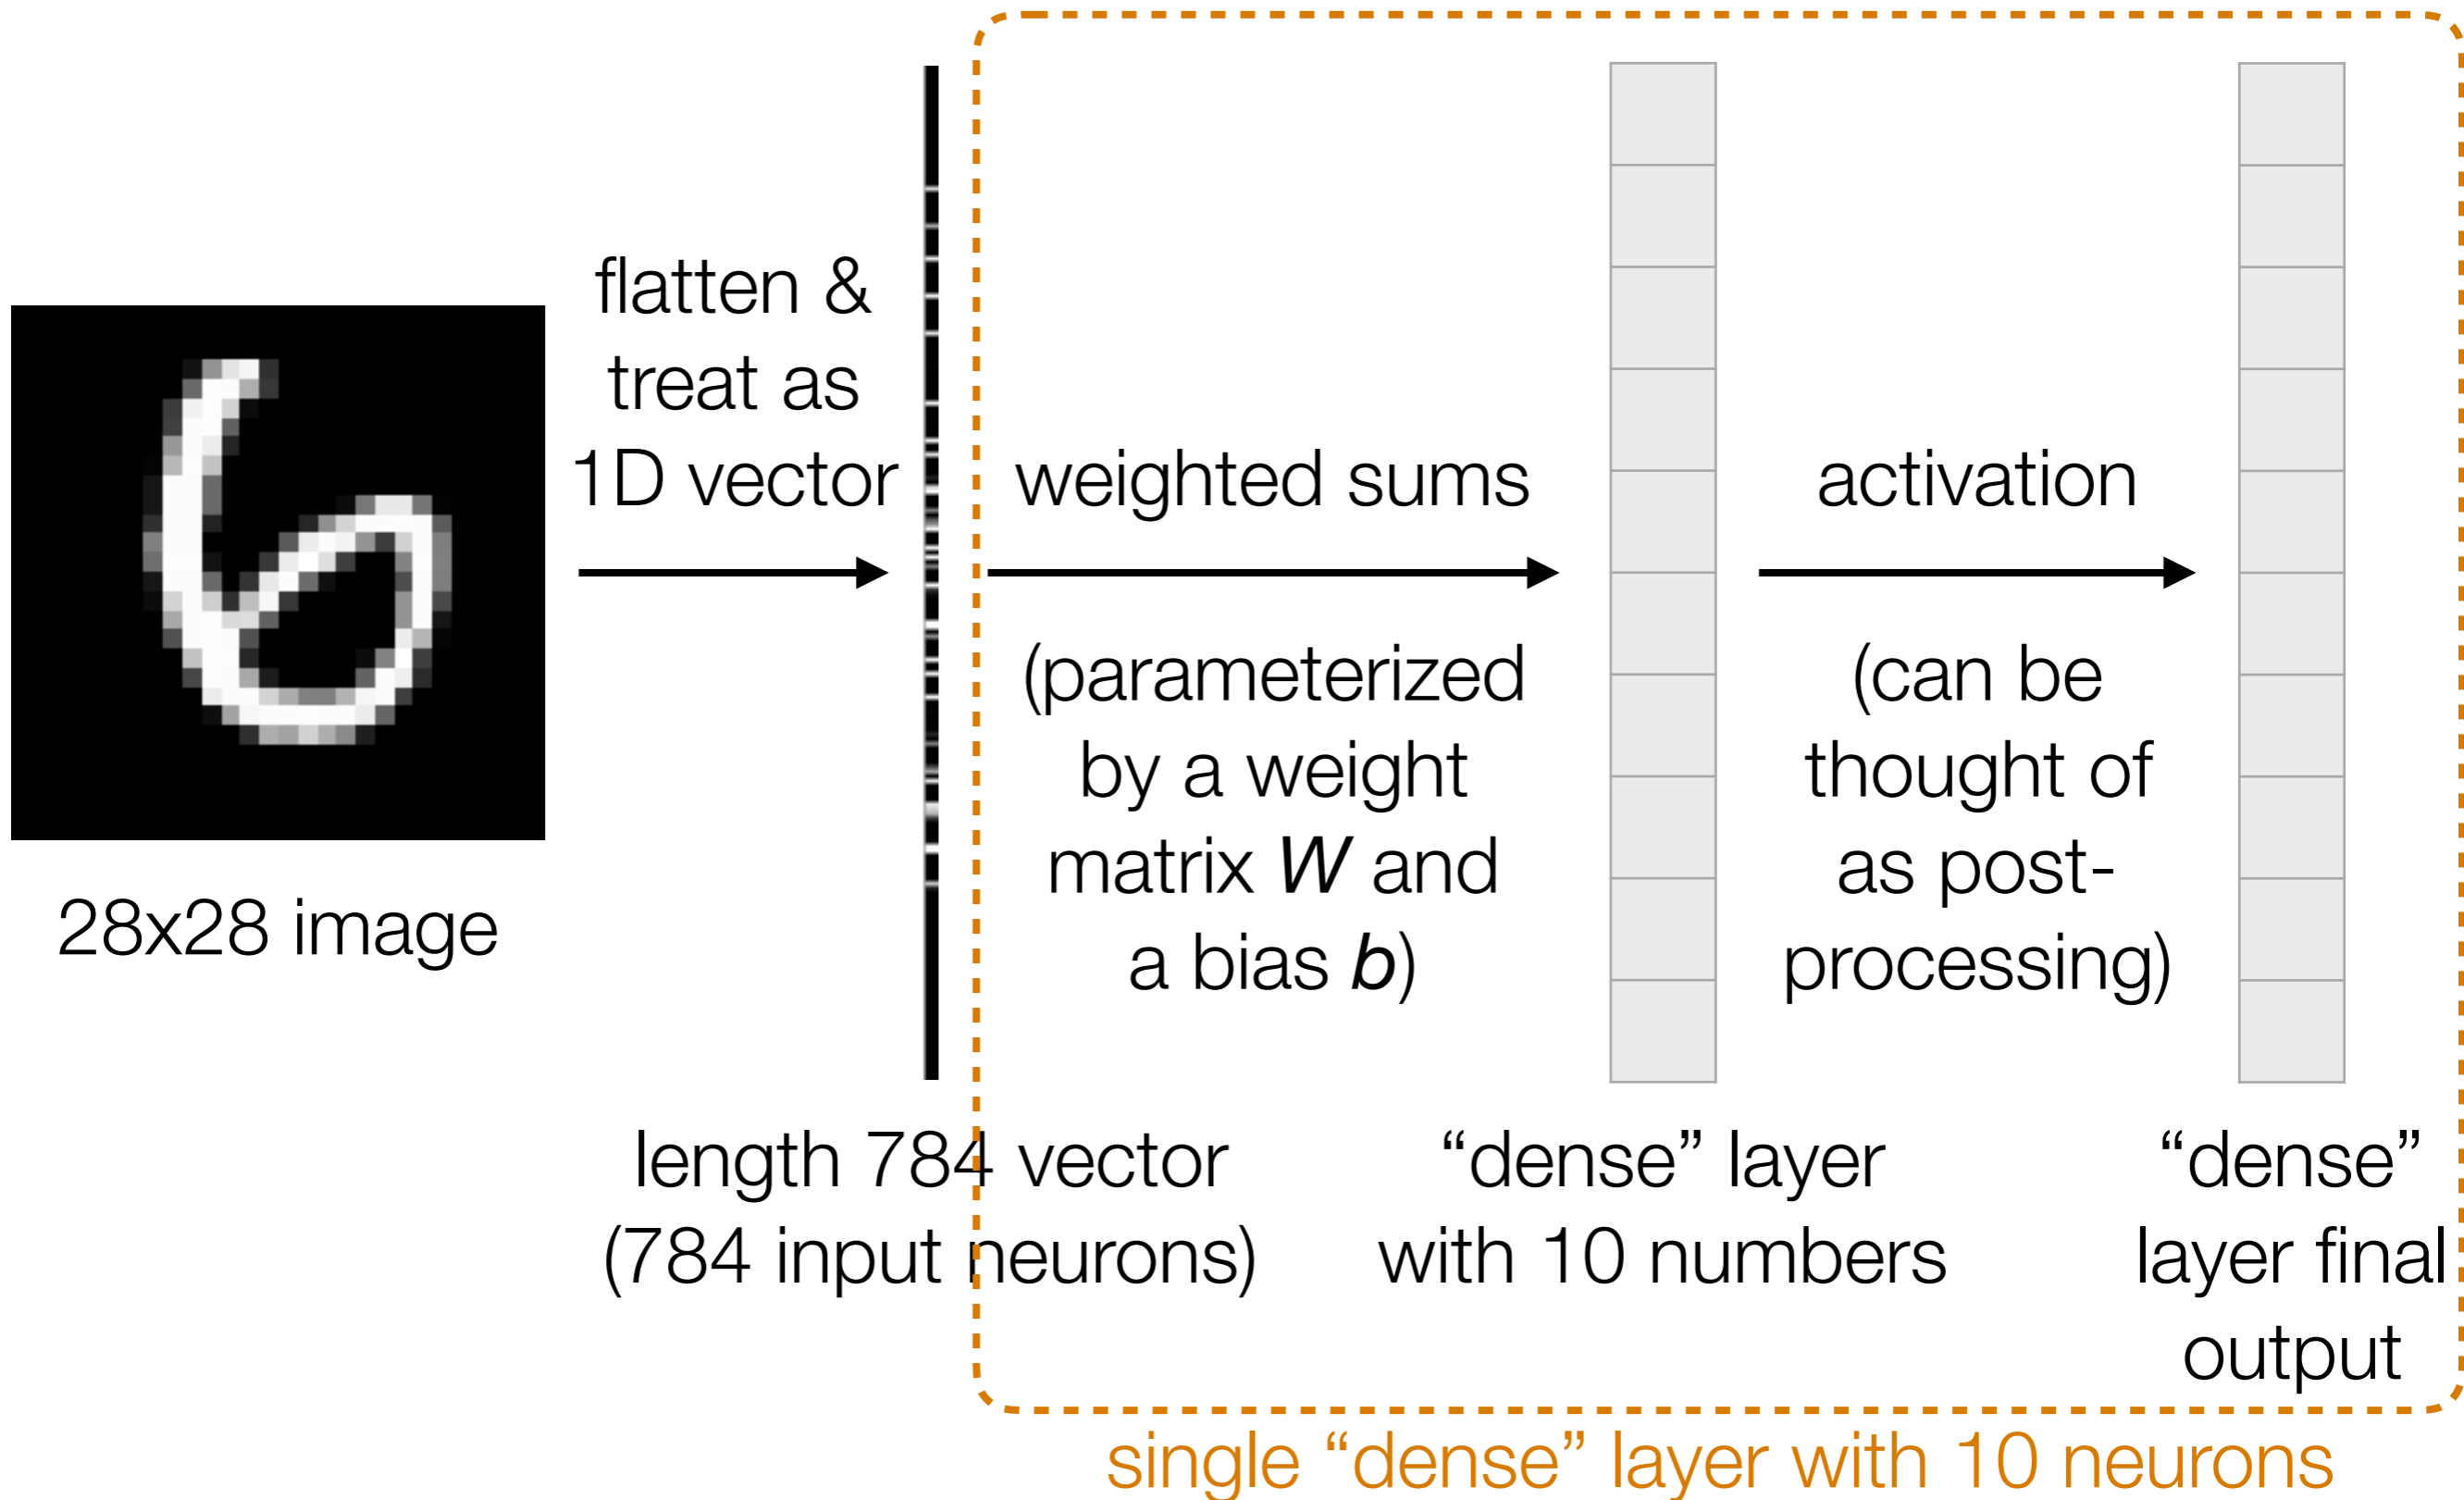 flatten &
treat as
1D vector
28x28 image
length 784 vector
(784 input neurons)
weighted sums
(parameterized
by a weight
matrix W and
a bias b)
“dense” layer
with 10 numbers
activation
(can be
thought of
as post-
processing)
“dense”
layer final
output
single “dense” layer with 10 neurons